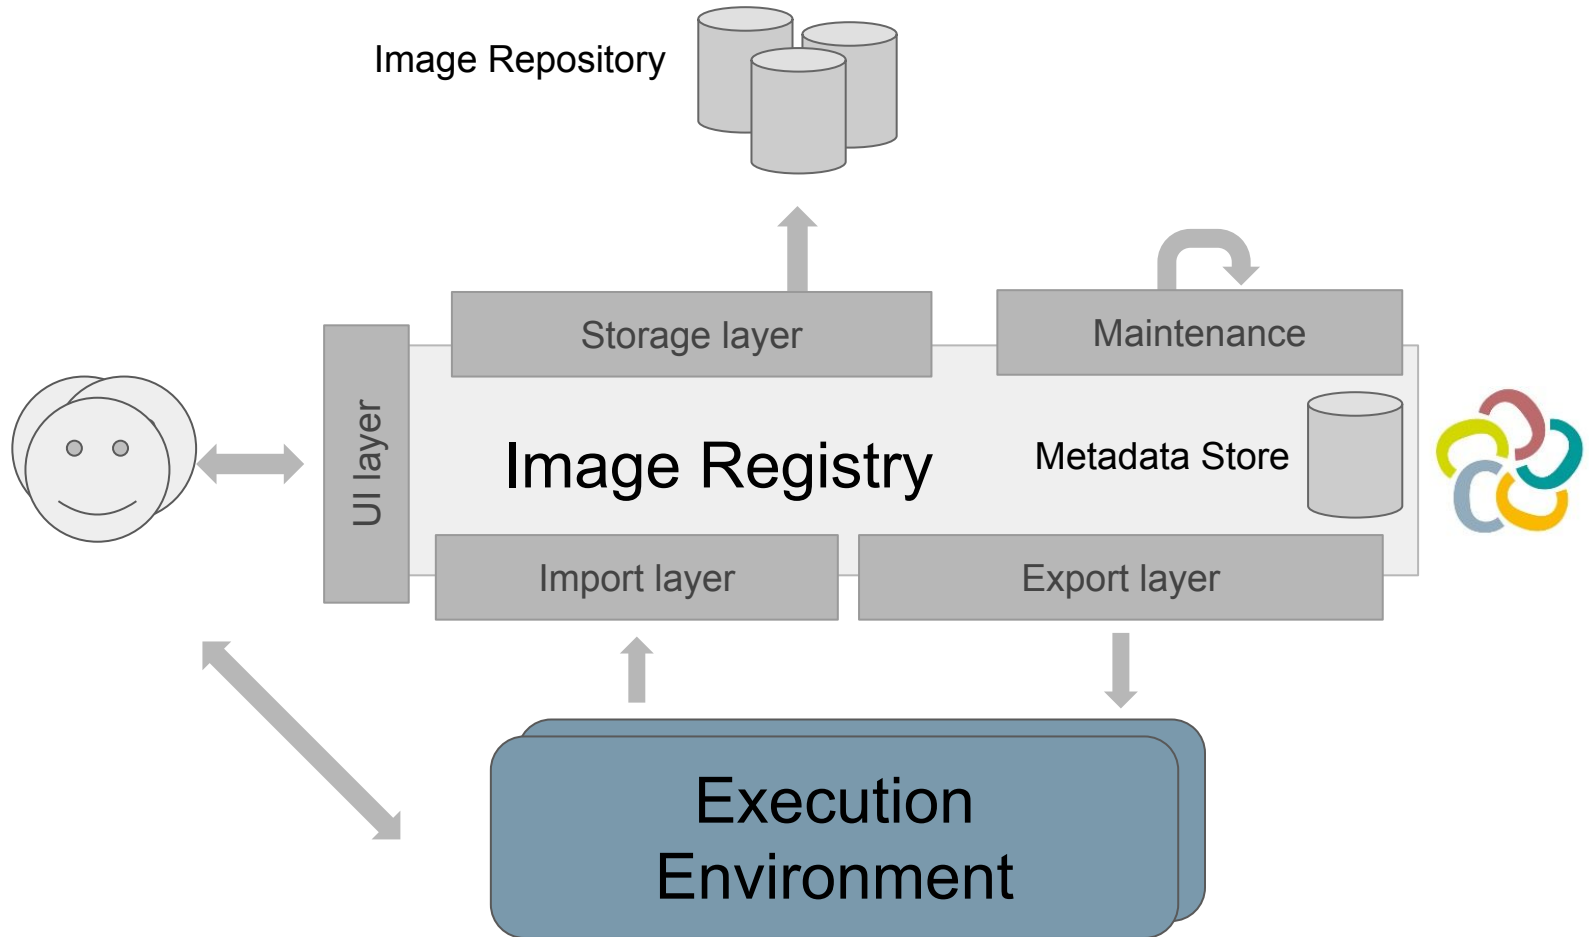 Image Repository
Storage layer
Maintenance
UI layer
Image Registry
Metadata Store
Import layer
Export layer
Execution
Environment